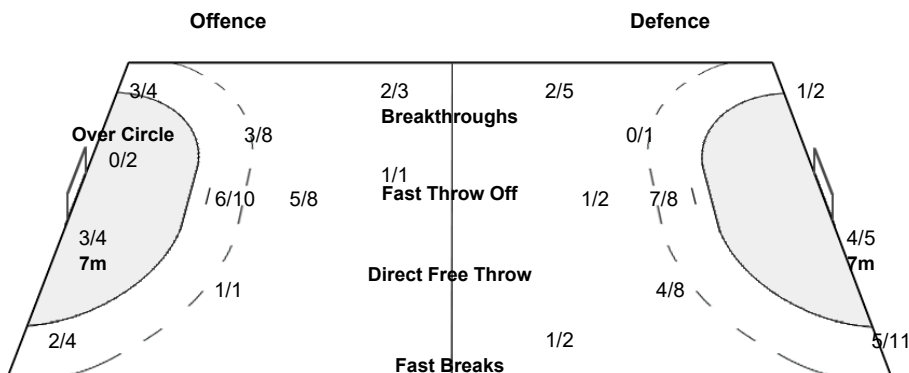 Offence Defence
3/4 2/3 2/5 1/2
Breakthroughs
Over Circle 3/8 0/1
0/2
1/1
Fast Throw Off
6/10 5/8 1/2 7/8
3/4 4/5
7m 7m
Direct Free Throw
1/1 4/8
2/4 1/2 5/11
Fast Breaks